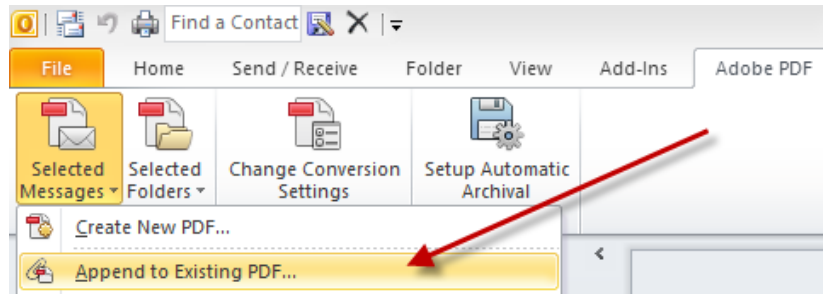 Find a Contact
File Home Send / Receive Folder View Add-Ins Adobe PDF
Selected Selected Change Conversion Setup Automatic
Messages Folders Settings Archival
Create New PDF...
Append to Existing PDF...